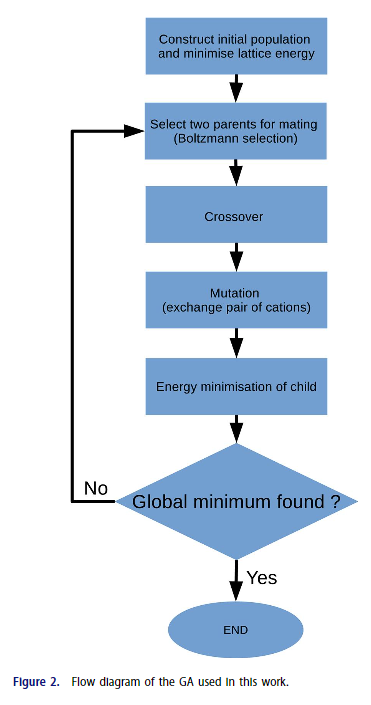 Construct initial population
and minimise lattice energy
Select two parents for mating
(Boltzmann selection)
Crossover
Mutation
(exchange pair of cations)
Energy minimisation of child
Global minimum found ?
No
Yes
END
Figure 2. Flow diagram of the GA used in this work.